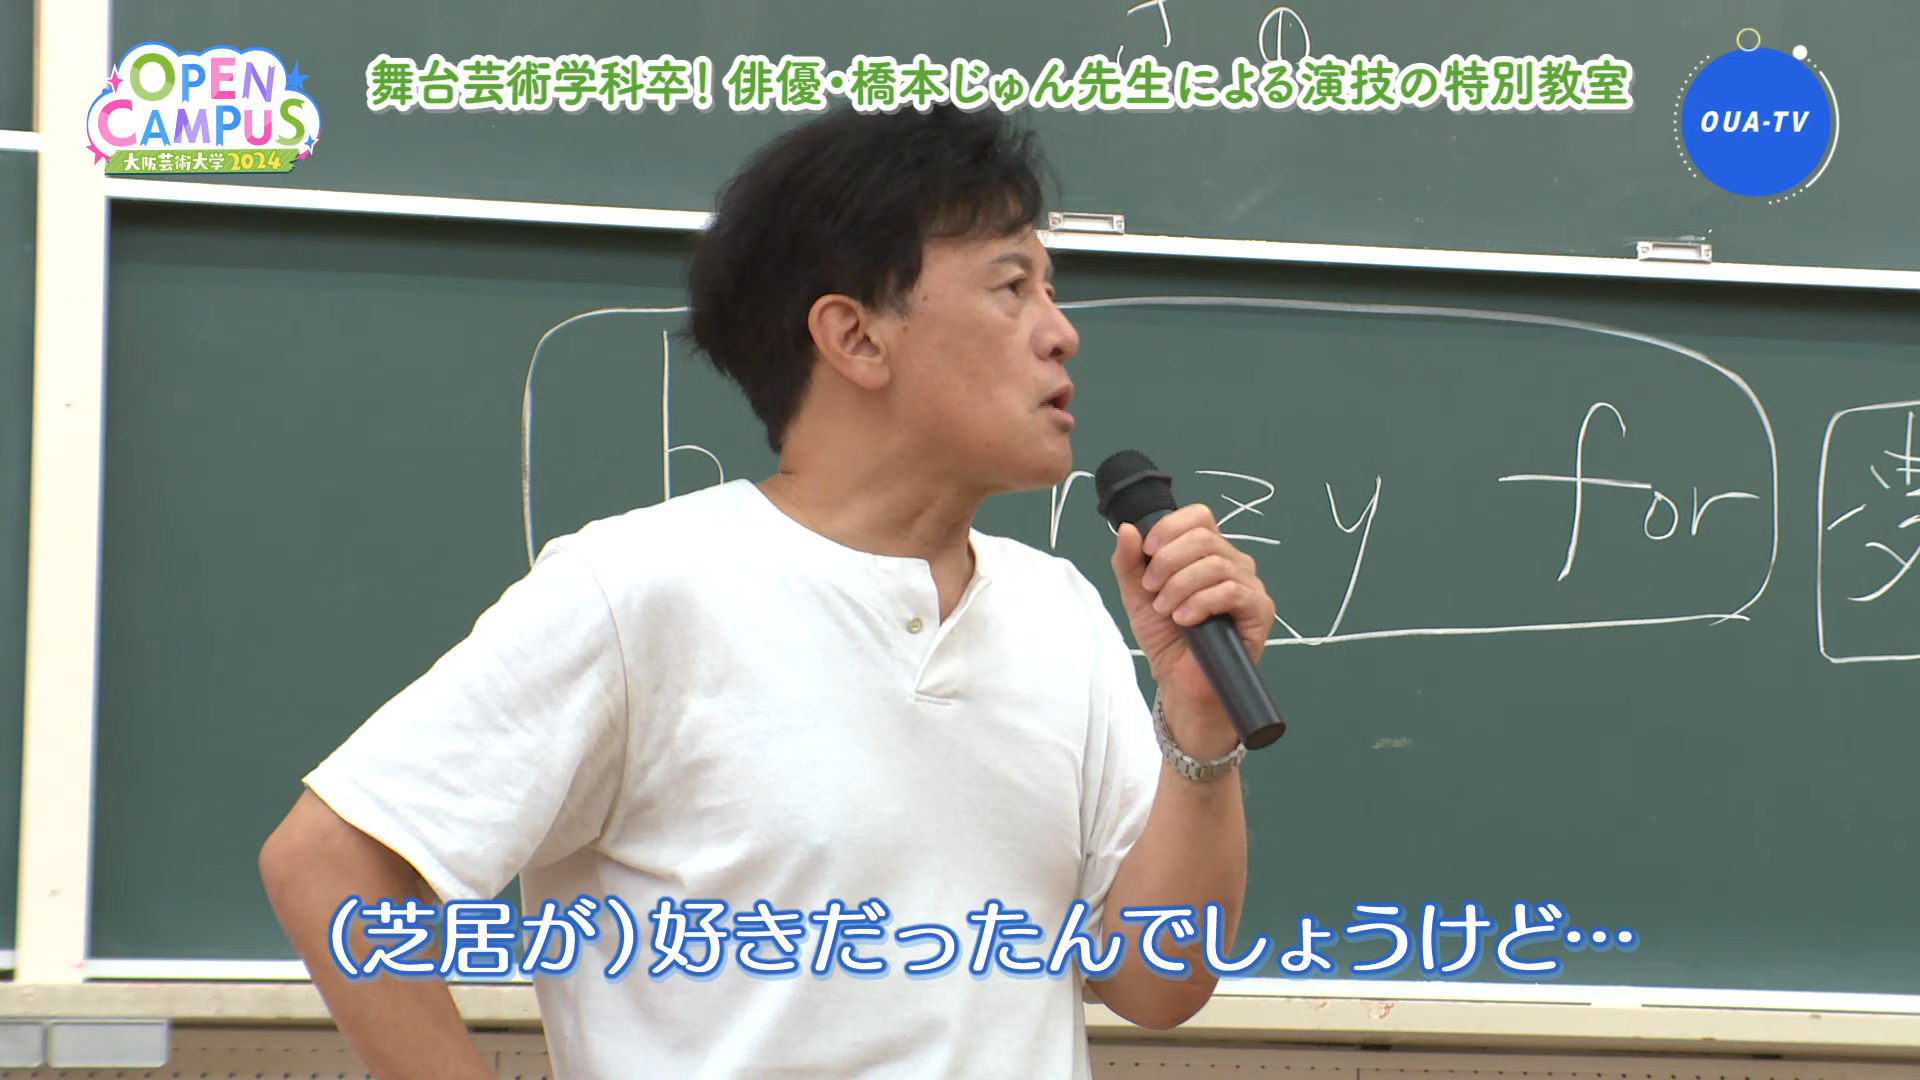 OPEN
CAMPUS
大阪芸術大学2024
舞台芸術学科卒！俳優・橋本じゅん先生による演技の特別教室
OUA-TV
の
for
（芝居が）好きだったんでしょうけど…